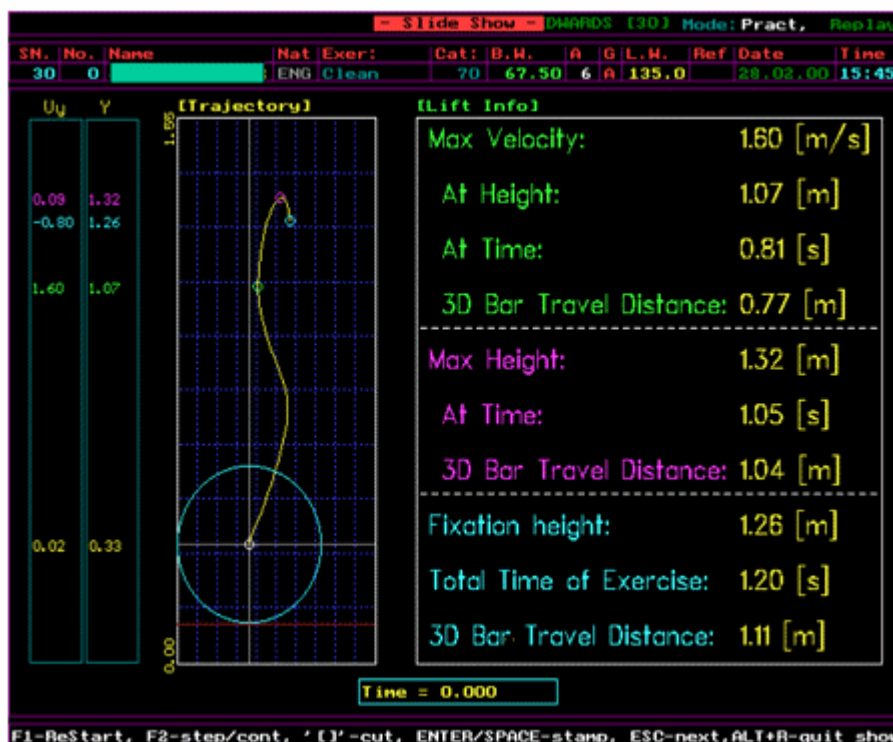 - Slide Show - DWARDS [30] Mode: Pract, Replay
SN. No. Name Nat Exer: Cat: B.W. A G L.W. Ref Date Time
30 0 ENG Clean 70 67.50 6 A 135.0 28.02.00 15:45
Uy Y [Trajectory] [Lift Info]
1.55
Max Velocity: 1.60 [m/s]
0.09 1.32
At Height: 1.07 [m]
-0.80 1.26
At Time: 0.81 [s]
1.60 1.07
3D Bar Travel Distance: 0.77 [m]
Max Height: 1.32 [m]
At Time: 1.05 [s]
3D Bar Travel Distance: 1.04 [m]
Fixation height: 1.26 [m]
0.02 0.33
Total Time of Exercise: 1.20 [s]
3D Bar Travel Distance: 1.11 [m]
0.00
Time = 0.000
F1-ReStart, F2-step/cont, '[]'-cut, ENTER/SPACE-stamp, ESC-next,ALT+R-quit show